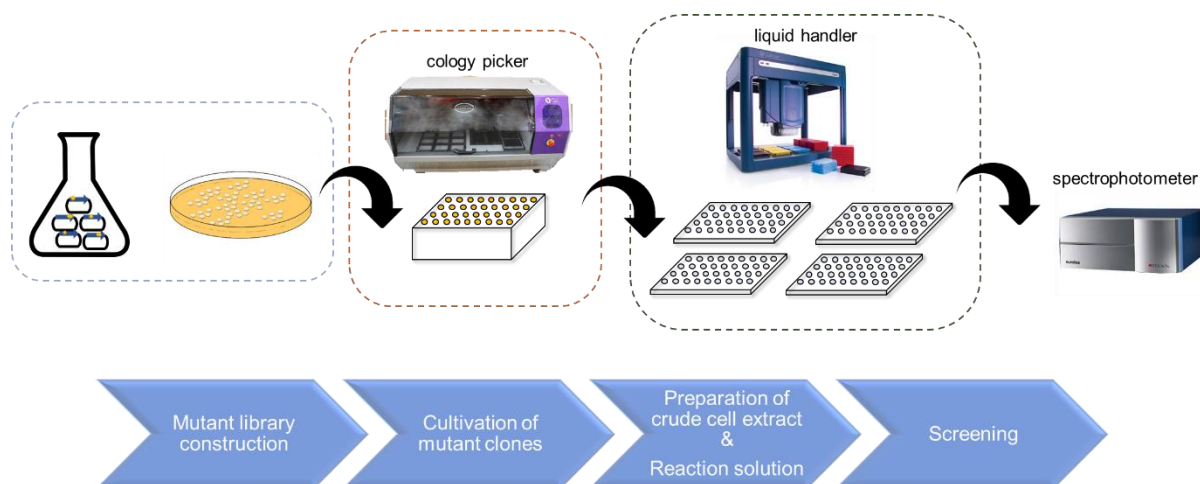 cology picker
liquid handler
spectrophotometer
Mutant library
construction
Cultivation of
mutant clones
Preparation of
crude cell extract
&
Reaction solution
Screening